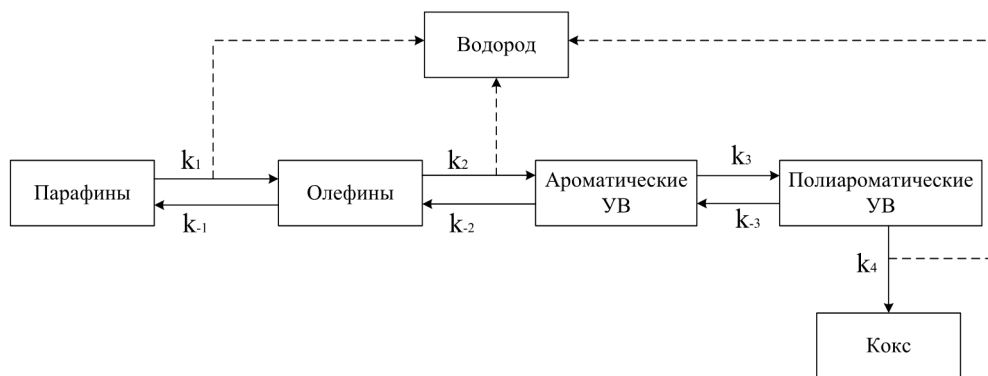 Водород
k₁
k₂
k₃
Парафины
Олефины
Ароматические
УВ
Полиароматические
УВ
k₋₁
k₋₂
k₋₃
k₄
Кокс